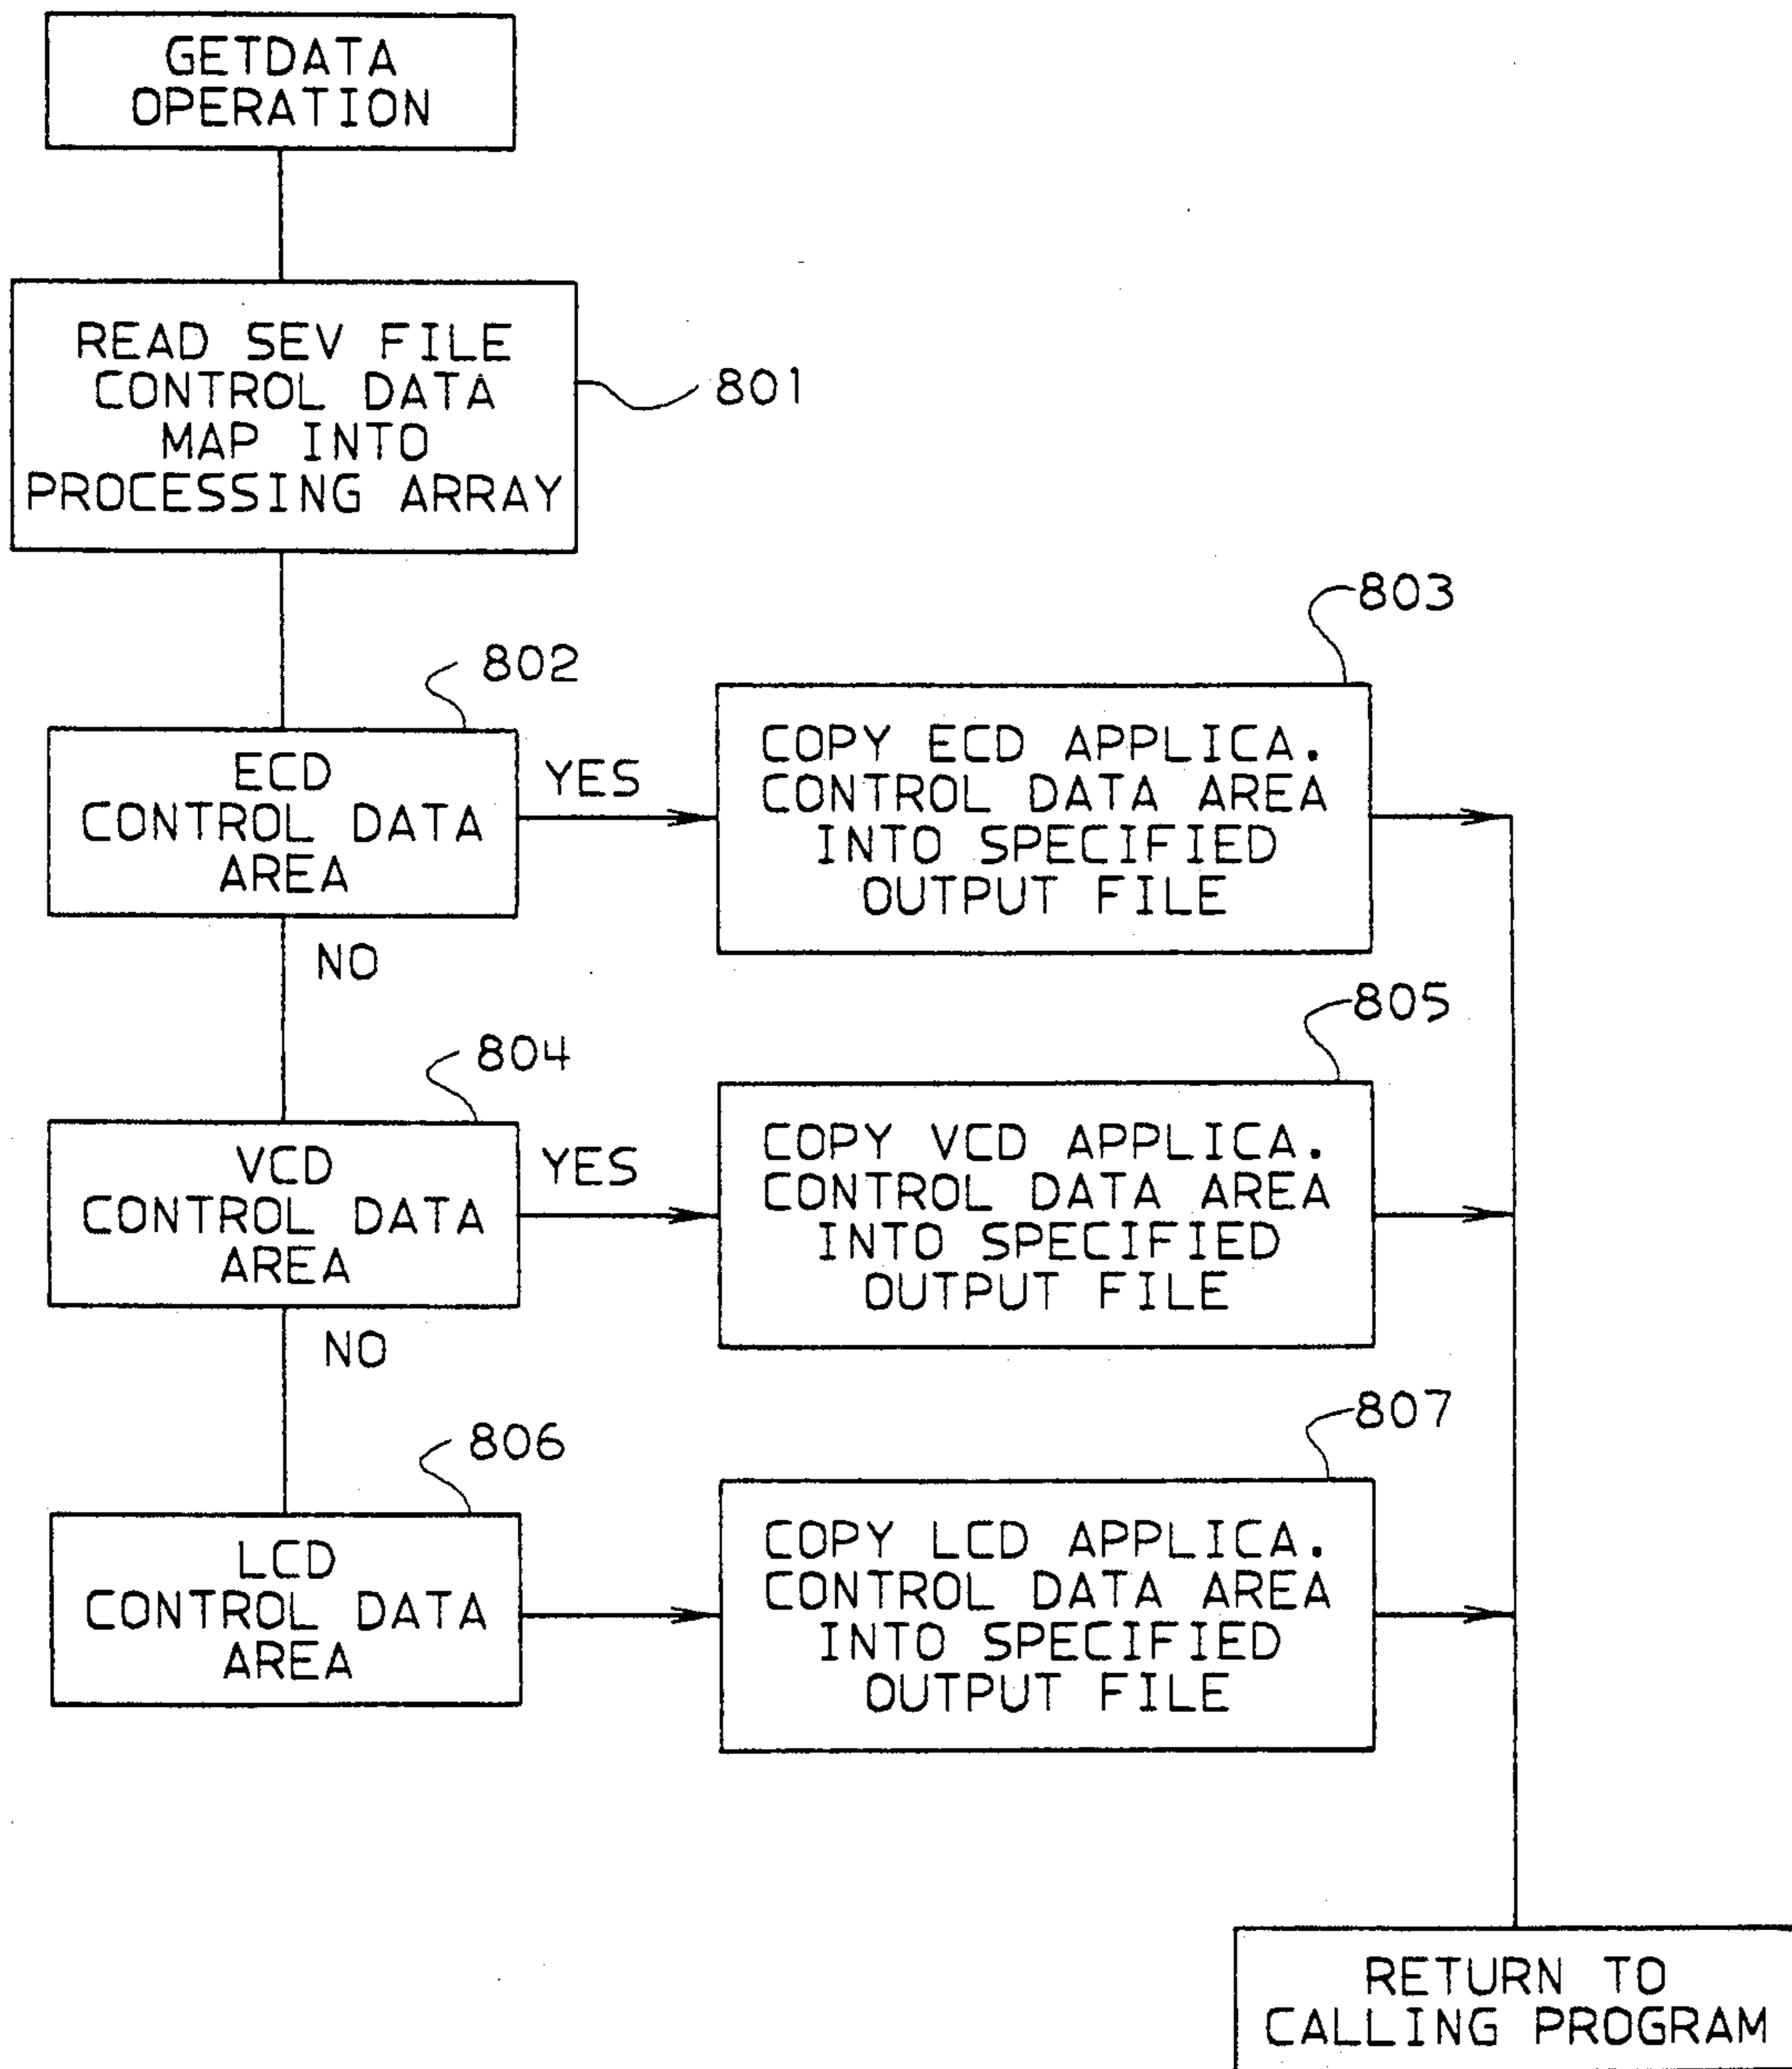 GETDATA
OPERATION
READ SEV FILE
CONTROL DATA
MAP INTO
PROCESSING ARRAY
801
802
ECD
CONTROL DATA
AREA
YES
NO
803
COPY ECD APPLICA.
CONTROL DATA AREA
INTO SPECIFIED
OUTPUT FILE
804
VCD
CONTROL DATA
AREA
YES
NO
805
COPY VCD APPLICA.
CONTROL DATA AREA
INTO SPECIFIED
OUTPUT FILE
806
LCD
CONTROL DATA
AREA
807
COPY LCD APPLICA.
CONTROL DATA AREA
INTO SPECIFIED
OUTPUT FILE
RETURN TO
CALLING PROGRAM